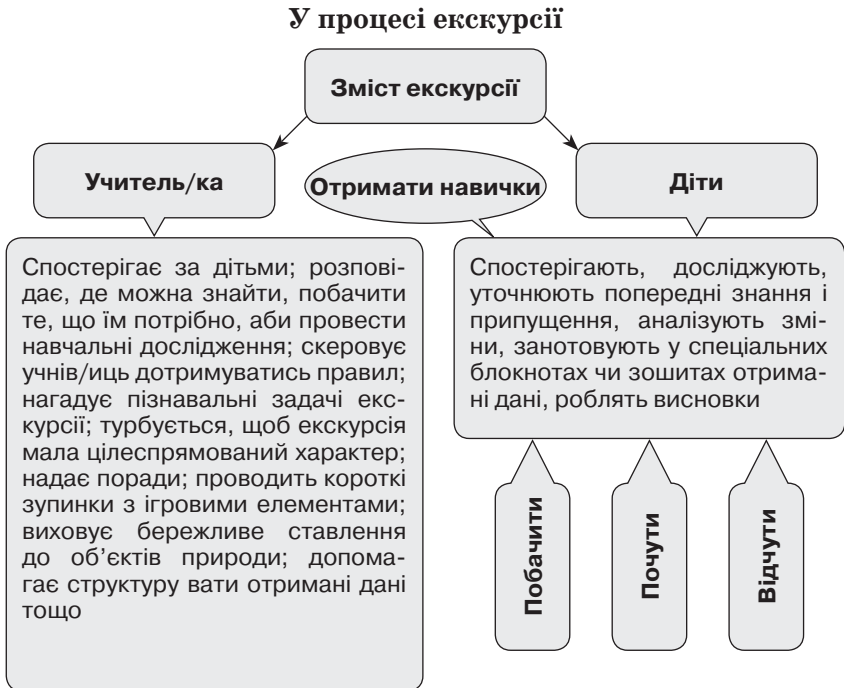 У процесі екскурсії
Зміст екскурсії
Учитель/ка
Отримати навички
Діти
Спостерігає за дітьми; розпові-
дає, де можна знайти, побачити
те, що їм потрібно, аби провести
навчальні дослідження; скеровує
учнів/иць дотримуватись правил;
нагадує пізнавальні задачі екс-
курсії; турбується, щоб екскурсія
мала цілеспрямований характер;
надає поради; проводить короткі
зупинки з ігровими елементами;
виховує бережливе ставлення
до об’єктів природи; допома-
гає структуру вати отримані дані
тощо
Спостерігають, досліджують,
уточнюють попередні знання і
припущення, аналізують змі-
ни, занотовують у спеціальних
блокнотах чи зошитах отрима-
ні дані, роблять висновки
Побачити
Почути
Відчути